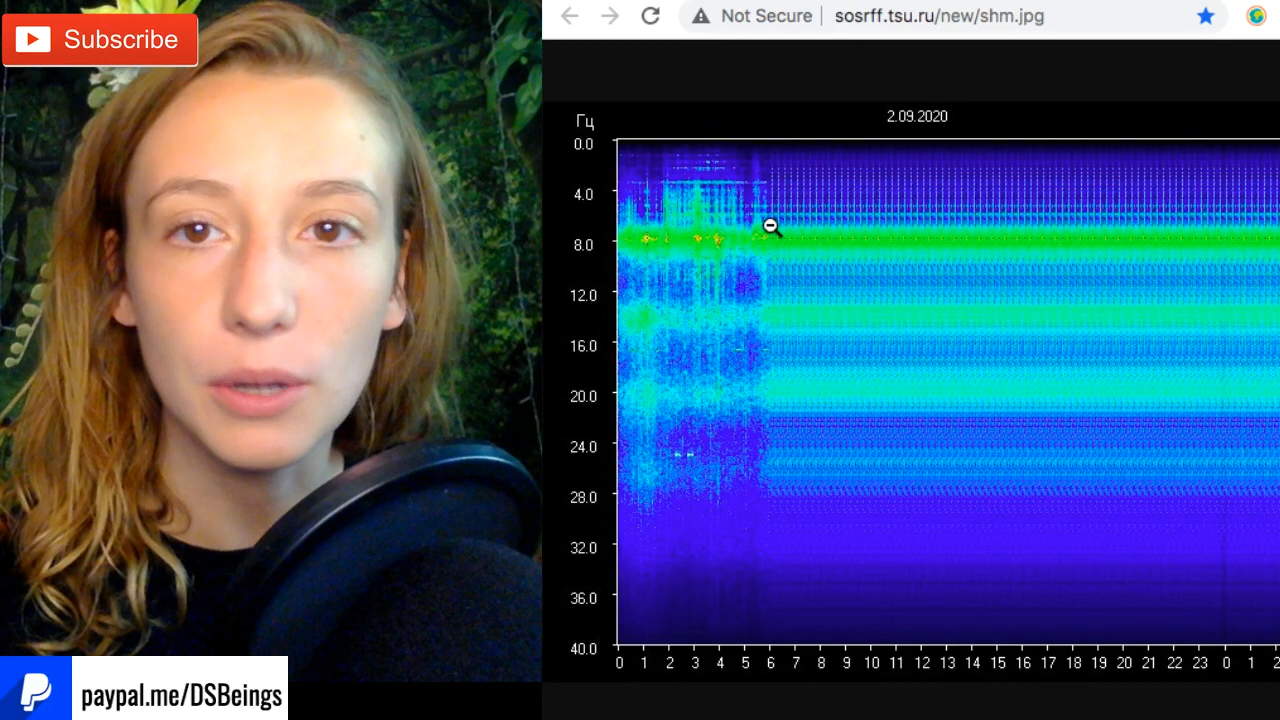 Subscribe
Not Secure
sosrff.tsu.ru/new/shm.jpg
Гц
2.09.2020
0.0
4.0
8.0
12.0
16.0
20.0
24.0
28.0
32.0
36.0
40.0
0 1 2 3 4 5 6 7 8 9 10 11 12 13 14 15 16 17 18 19 20 21 22 23 0 1 2
paypal.me/DSBeings